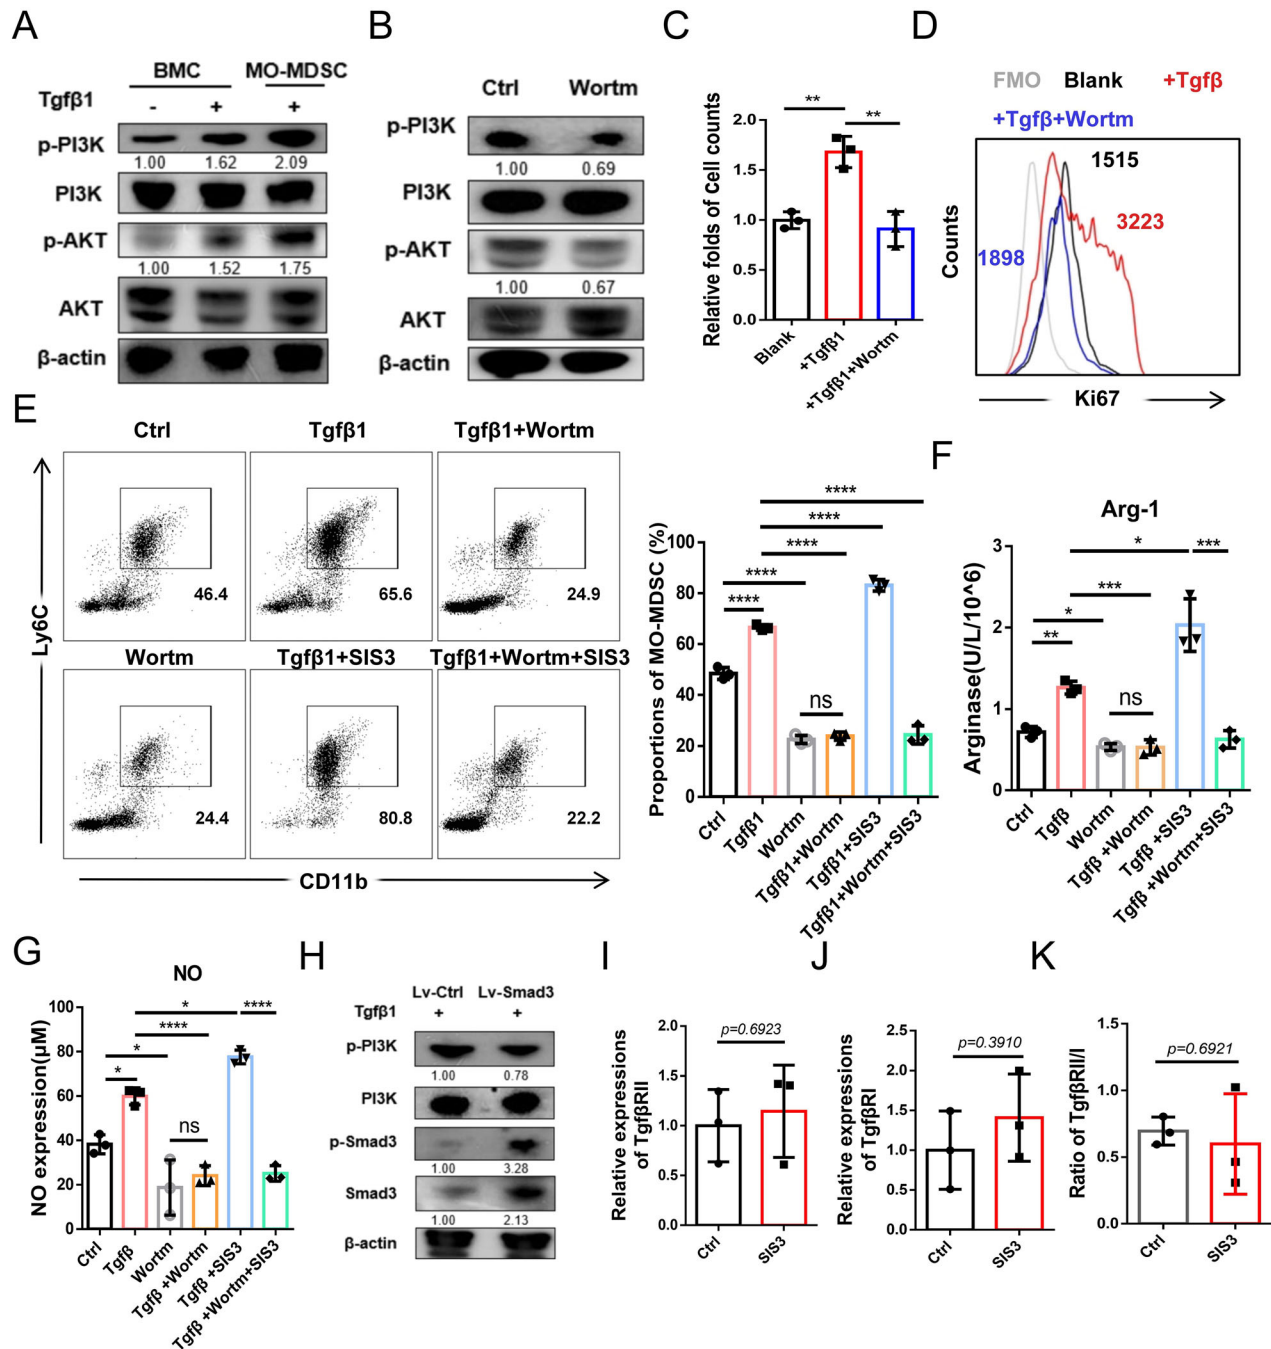 A
BMC MO-MDSC
Tgfβ1 - + +
p-PI3K
1.00 1.62 2.09
PI3K
p-AKT
1.00 1.52 1.75
AKT
β-actin
B
Ctrl Wortm
p-PI3K
1.00 0.69
PI3K
p-AKT
1.00 0.67
AKT
β-actin
C
Relative folds of cell counts
** **
2.0
1.5
1.0
0.5
0.0
Blank
+Tgfβ1
+Tgfβ1+Wortm
D
FMO Blank +Tgfβ
+Tgfβ+Wortm
1515
3223
1898
Counts
Ki67
E
Ctrl Tgfβ1 Tgfβ1+Wortm
46.4 65.6 24.9
Wortm Tgfβ1+SIS3 Tgfβ1+Wortm+SIS3
24.4 80.8 22.2
Ly6C
CD11b
Proportions of MO-MDSC (%)
****
****
****
****
****
ns
100
80
60
40
20
0
Ctrl
Tgfβ1
Wortm
Tgfβ1+Wortm
Tgfβ1+SIS3
Tgfβ1+Wortm+SIS3
F
Arg-1
Arginase(U/L/10^6)
* ***
***
*
**
ns
3
2
1
0
Ctrl
Tgfβ
Wortm
Tgfβ +Wortm
Tgfβ +SIS3
Tgfβ +Wortm+SIS3
G
NO
NO expression(μM)
* ****
****
*
*
ns
100
80
60
40
20
0
Ctrl
Tgfβ
Wortm
Tgfβ +Wortm
Tgfβ +SIS3
Tgfβ +Wortm+SIS3
H
Lv-Ctrl Lv-Smad3
Tgfβ1 + +
p-PI3K
1.00 0.78
PI3K
p-Smad3
1.00 3.28
Smad3
1.00 2.13
β-actin
I
Relative expressions
of TgfβRII
p=0.6923
2.0
1.5
1.0
0.5
0.0
Ctrl
SIS3
J
Relative expressions
of TgfβRI
p=0.3910
2.5
2.0
1.5
1.0
0.5
0.0
Ctrl
SIS3
K
Ratio of TgfβRII/I
p=0.6921
1.5
1.0
0.5
0.0
Ctrl
SIS3